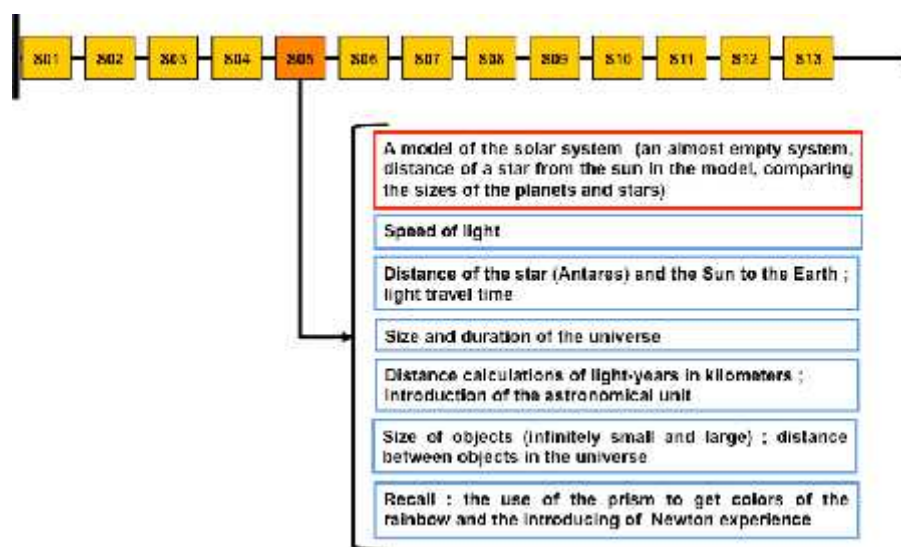 S01 S02 S03 S04 S05 S06 S07 S08 S09 S10 S11 S12 S13
A model of the solar system (an almost empty system,
distance of a star from the sun in the model, comparing
the sizes of the planets and stars)
Speed of light
Distance of the star (Antares) and the Sun to the Earth ;
light travel time
Size and duration of the universe
Distance calculations of light-years in kilometers ;
Introduction of the astronomical unit
Size of objects (infinitely small and large) ; distance
between objects in the universe
Recall : the use of the prism to get colors of the
rainbow and the introducing of Newton experience